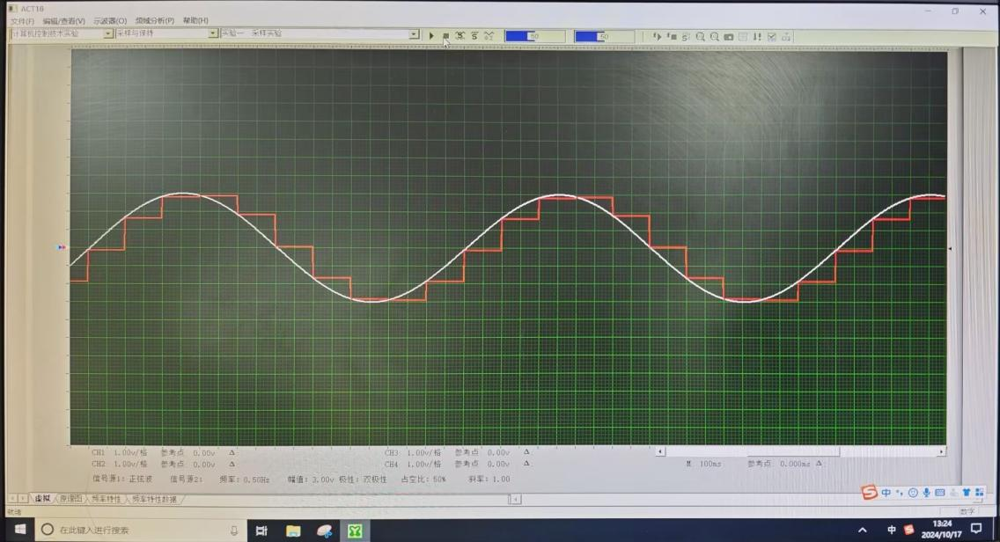 ACT16
文件(F) 编辑/查看(V) 示波器(O) 频域分析(P) 帮助(H)
计算机控制技术实验 采样与保持 实验一 采样实验 50 50
CH1 1.00v/格 参考点 0.00v Δ CH3 1.00v/格 参考点 0.00v Δ
CH2 1.00v/格 参考点 0.00v Δ CH4 1.00v/格 参考点 0.00v Δ M 100ms 参考点 0.000ms Δ
信号源1: 正弦波 信号源2: 频率: 0.50Hz 幅值: 3.00v 极性: 双极性 占空比: 50% 斜率: 1.00
虚拟 原理图 频率特性 频率特性数据
中
就绪 数字
在此键入进行搜索 中 13:24
2024/10/17